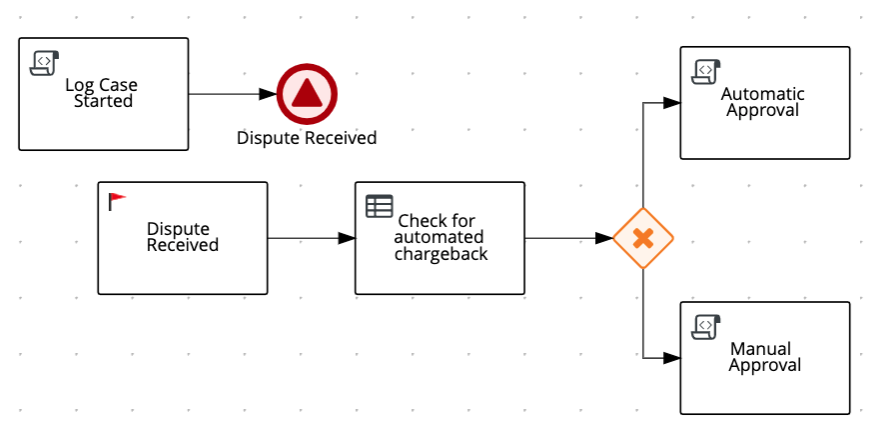 Log Case
Started
Dispute Received
Automatic
Approval
Dispute
Received
Check for
automated
chargeback
Manual
Approval